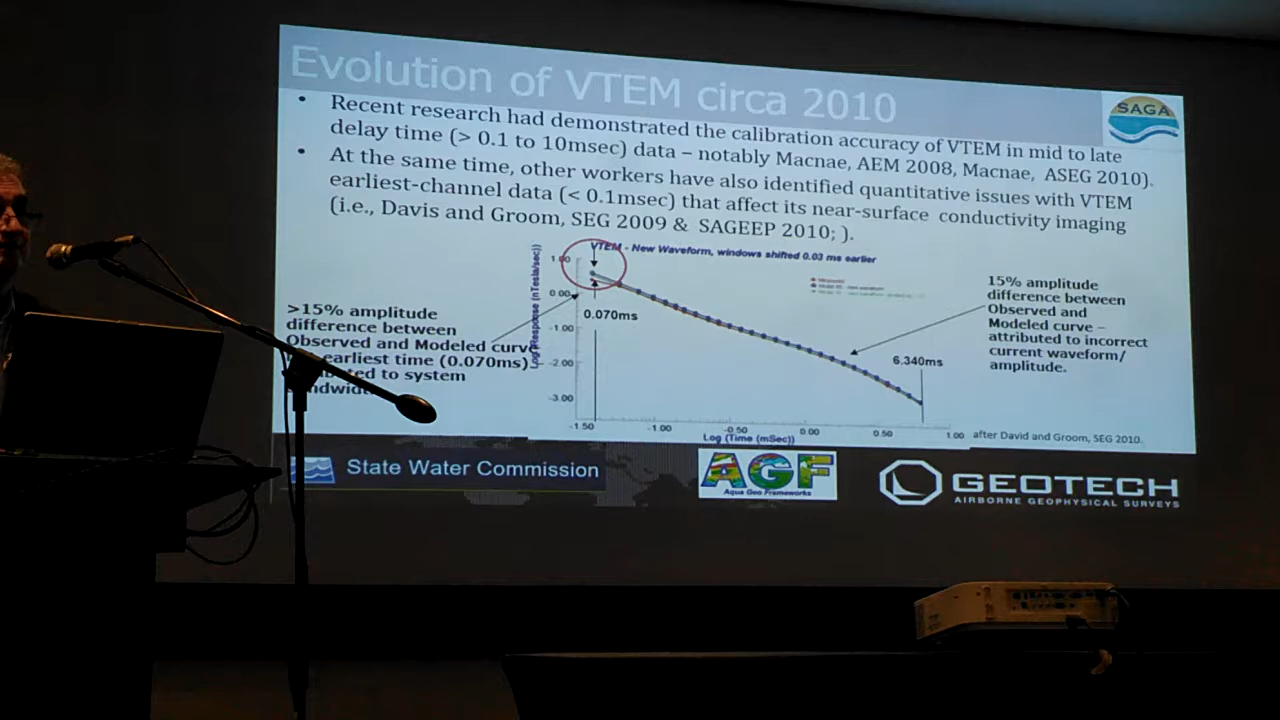 Evolution of VTEM circa 2010
SAGA
• Recent research had demonstrated the calibration accuracy of VTEM in mid to late
delay time (> 0.1 to 10msec) data – notably Macnae, AEM 2008, Macnae, ASEG 2010).
• At the same time, other workers have also identified quantitative issues with VTEM
earliest-channel data (< 0.1msec) that affect its near-surface conductivity imaging
(i.e., Davis and Groom, SEG 2009 & SAGEEP 2010; ).
VTEM - New Waveform, windows shifted 0.03 ms earlier
>15% amplitude
difference between
Observed and Modeled curve
earliest time (0.070ms)
to system
Log (Response (nTesla/sec))
1.00
0.00
-1.00
-2.00
-3.00
0.070ms
6.340ms
15% amplitude
difference between
Observed and
Modeled curve –
attributed to incorrect
current waveform/
amplitude.
-1.50
-1.00
-0.50
0.00
0.50
1.00
Log (Time (mSec))
after David and Groom, SEG 2010.
State Water Commission
AGF
Aqua Geo Frameworks
GEOTECH
AIRBORNE GEOPHYSICAL SURVEYS